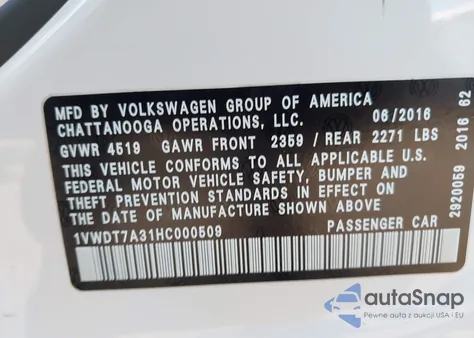 MFD BY VOLKSWAGEN GROUP OF AMERICA
CHATTANOOGA OPERATIONS, LLC. 06/2016
GVWR 4519 GAWR FRONT 2359 / REAR 2271 LBS
THIS VEHICLE CONFORMS TO ALL APPLICABLE
FEDERAL MOTOR VEHICLE SAFETY, BUMPER AND
THEFT PREVENTION STANDARDS IN EFFECT ON
THE DATE OF MANUFACTURE SHOWN ABOVE
1VWDT7A31HC000509 PASSENGER CAR
2920059 2016 62
autoSnap
Pewne auta z aukcji USA i EU